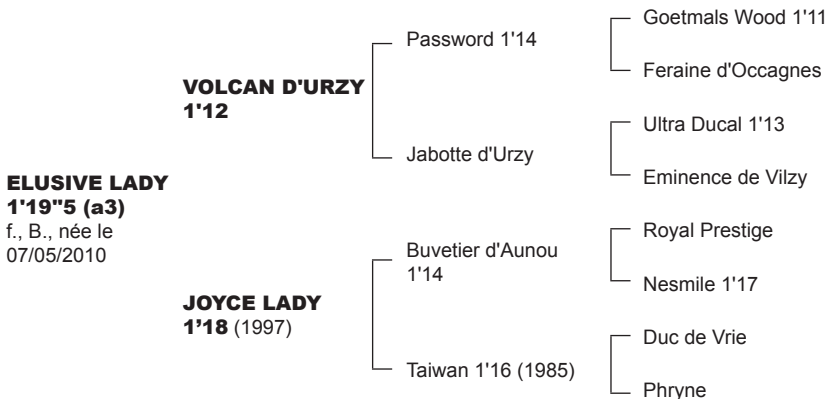 ELUSIVE LADY
1'19"5 (a3)
f., B., née le
07/05/2010
VOLCAN D'URZY
1'12
JOYCE LADY
1’18 (1997)
Password 1'14
Jabotte d'Urzy
Buvetier d'Aunou
1'14
Taiwan 1'16 (1985)
Goetmals Wood 1'11
Feraine d'Occagnes
Ultra Ducal 1'13
Eminence de Vilzy
Royal Prestige
Nesmile 1'17
Duc de Vrie
Phryne